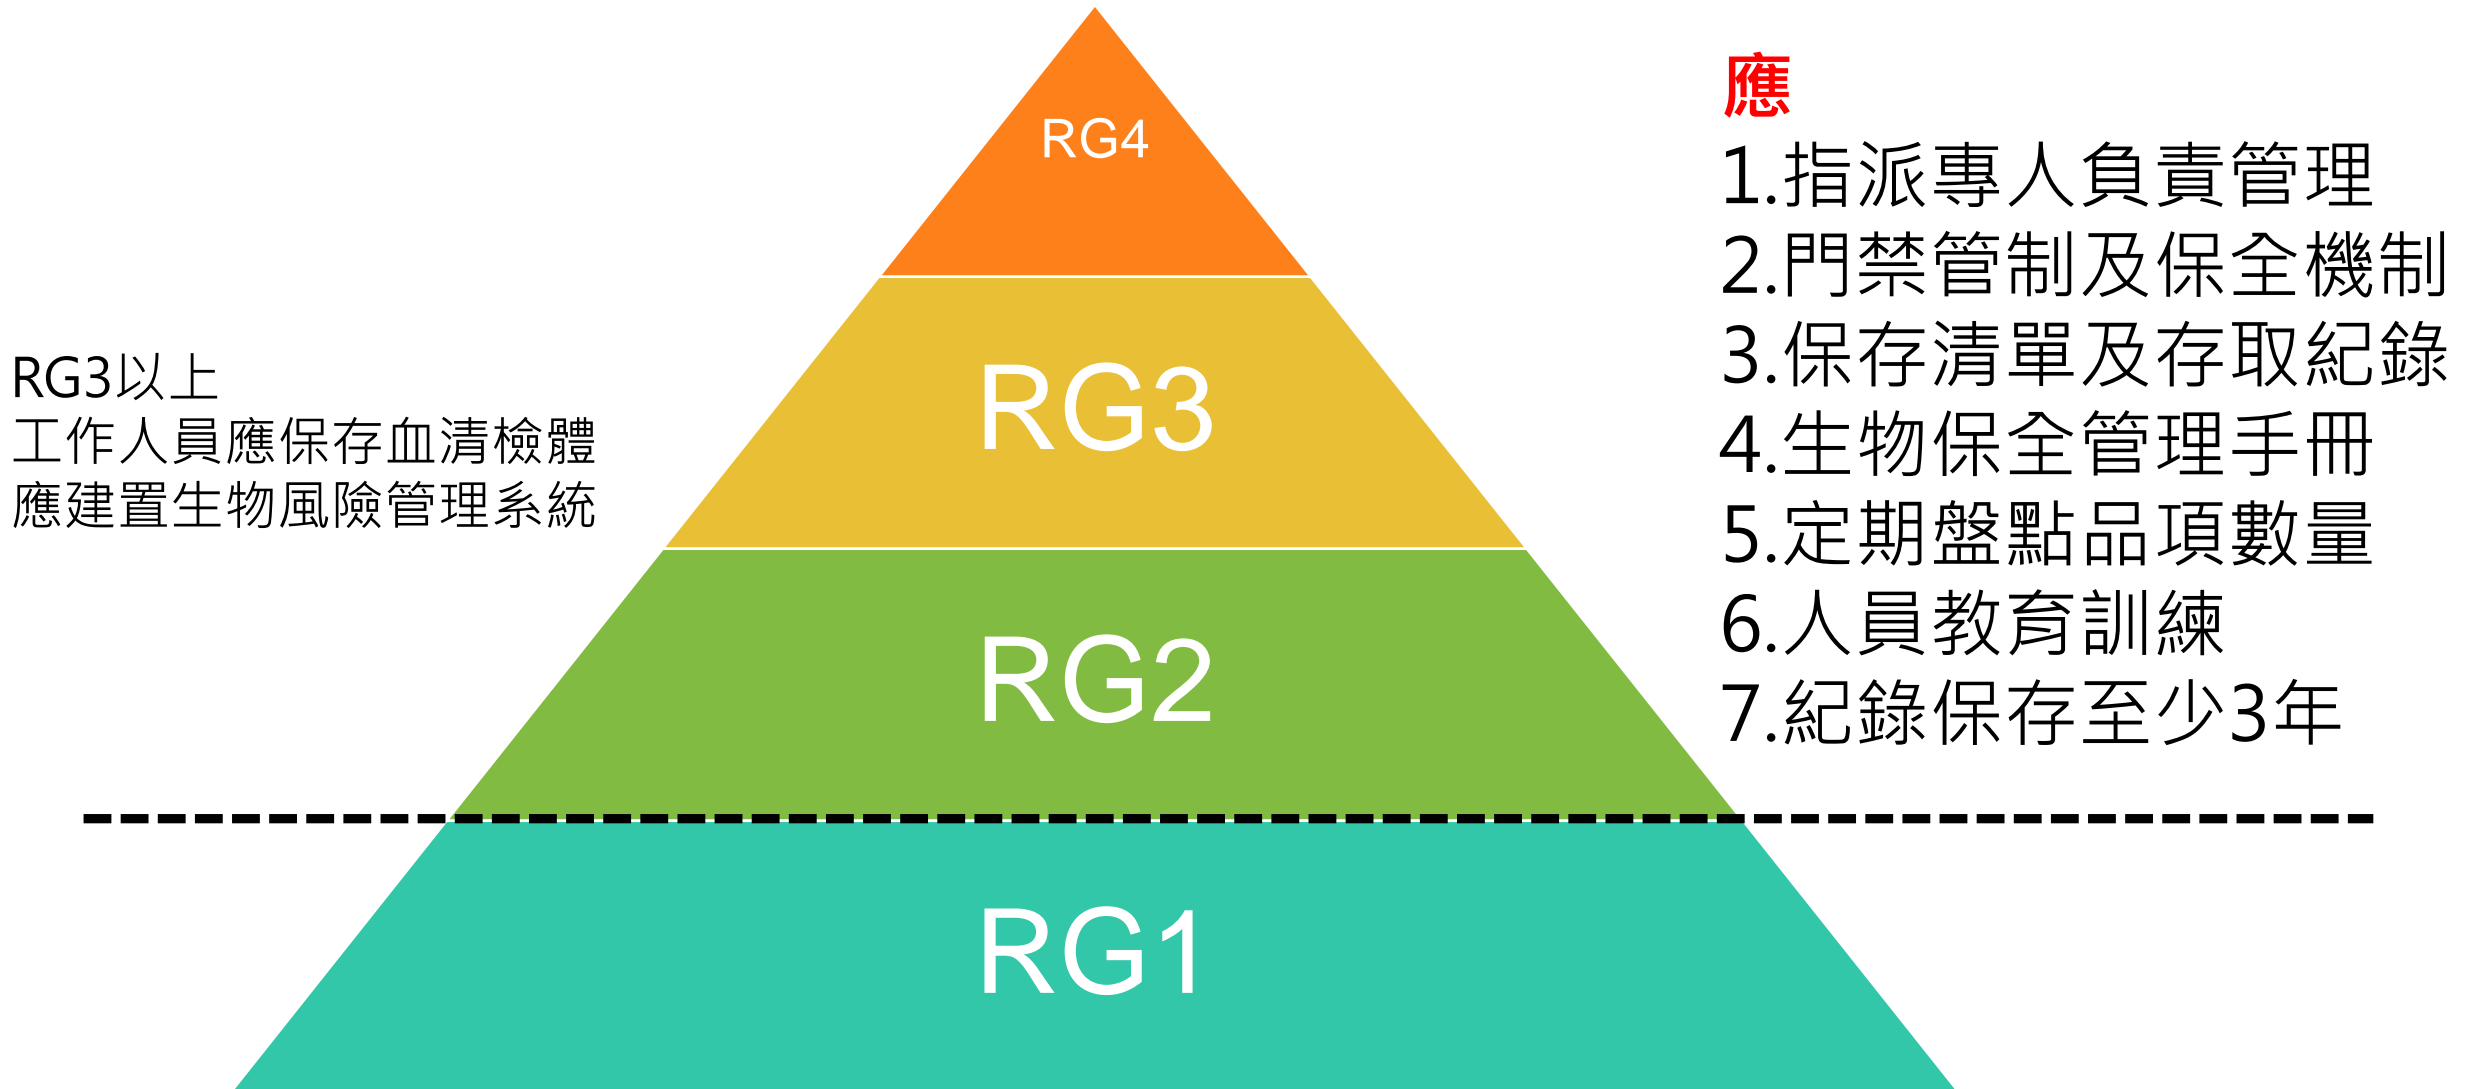 RG4
RG3
RG2
RG1
RG3以上
工作人員應保存血清檢體
應建置生物風險管理系統
應
1.指派專人負責管理
2.門禁管制及保全機制
3.保存清單及存取紀錄
4.生物保全管理手冊
5.定期盤點品項數量
6.人員教育訓練
7.紀錄保存至少3年